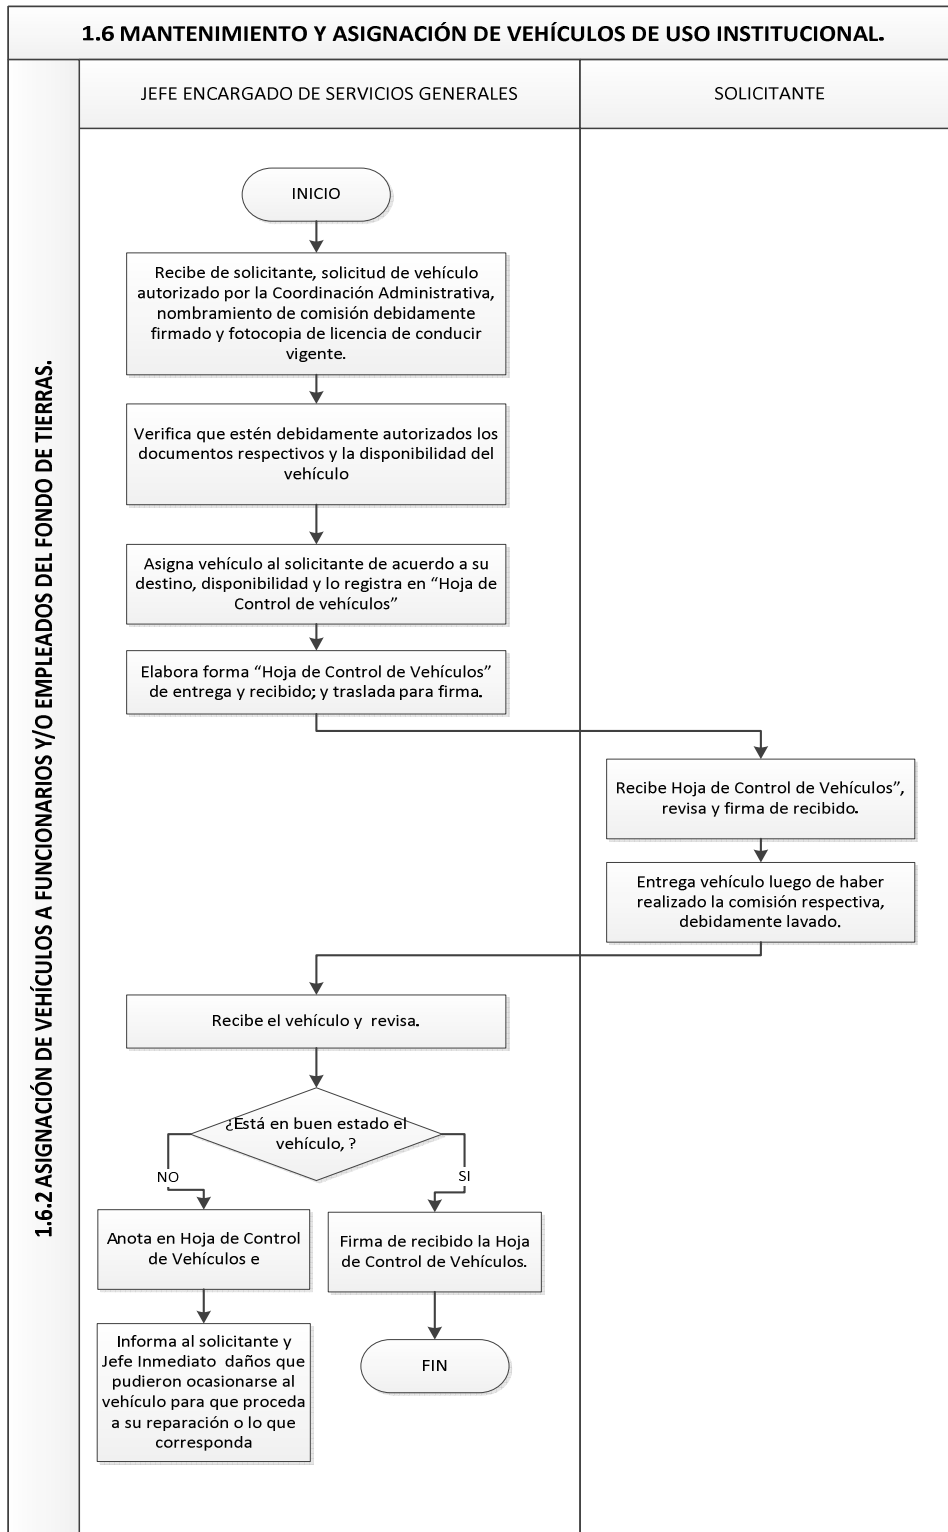 1.6 MANTENIMIENTO Y ASIGNACIÓN DE VEHÍCULOS DE USO INSTITUCIONAL.
1.6.2 ASIGNACIÓN DE VEHÍCULOS A FUNCIONARIOS Y/O EMPLEADOS DEL FONDO DE TIERRAS.
JEFE ENCARGADO DE SERVICIOS GENERALES
SOLICITANTE
INICIO
Recibe de solicitante, solicitud de vehículo
autorizado por la Coordinación Administrativa,
nombramiento de comisión debidamente
firmado y fotocopia de licencia de conducir
vigente.
Verifica que estén debidamente autorizados los
documentos respectivos y la disponibilidad del
vehículo
Asigna vehículo al solicitante de acuerdo a su
destino, disponibilidad y lo registra en “Hoja de
Control de vehículos”
Elabora forma “Hoja de Control de Vehículos”
de entrega y recibido; y traslada para firma.
Recibe Hoja de Control de Vehículos”,
revisa y firma de recibido.
Entrega vehículo luego de haber
realizado la comisión respectiva,
debidamente lavado.
Recibe el vehículo y revisa.
¿Está en buen estado el
vehículo, ?
NO
SI
Anota en Hoja de Control
de Vehículos e
Firma de recibido la Hoja
de Control de Vehículos.
Informa al solicitante y
Jefe Inmediato daños que
pudieron ocasionarse al
vehículo para que proceda
a su reparación o lo que
corresponda
FIN